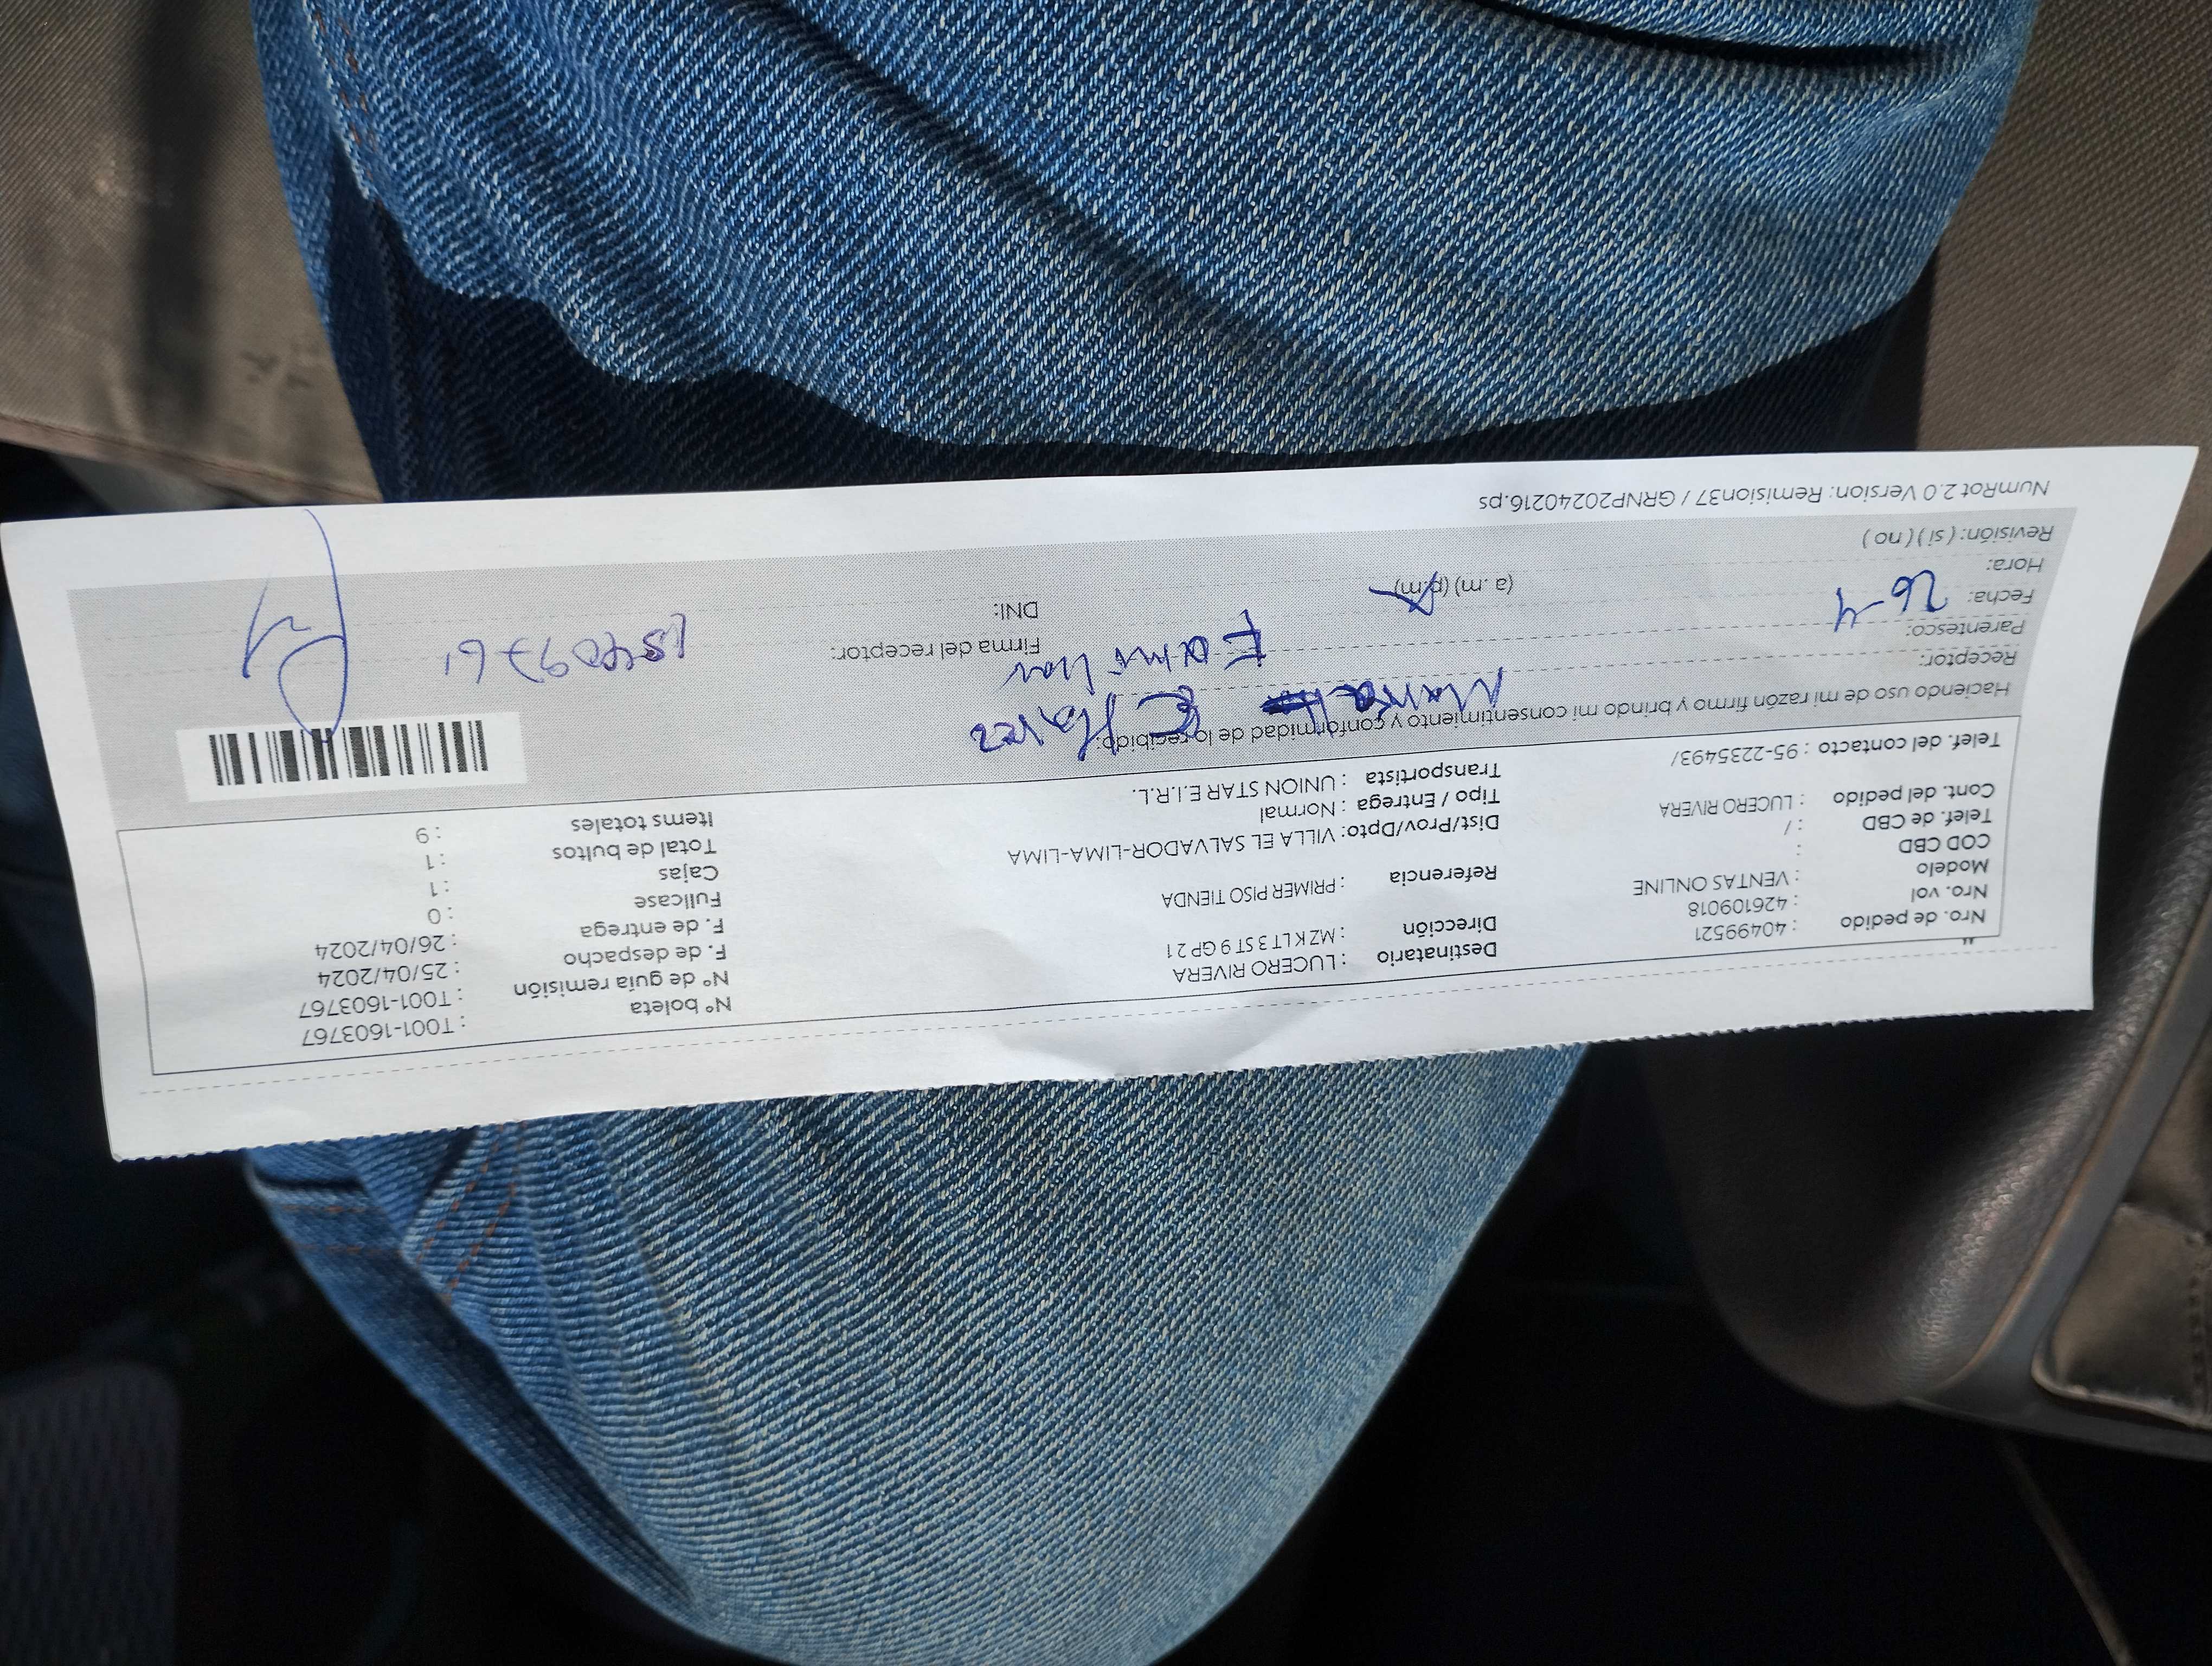 Nro. de pedido : 40499521
Nro. vol : 426109018
Modelo : VENTAS ONLINE
COD CBD :
Telef. de CBD : /
Cont. del pedido : LUCERO RIVERA
Telef. del contacto : 95-2235493/
Destinatario : LUCERO RIVERA
Dirección : MZ K LT 3 ST 9 GP 21
Referencia : PRIMER PISO TIENDA
Dist/Prov/Dpto: VILLA EL SALVADOR-LIMA-LIMA
Tipo / Entrega : Normal
Transportista : UNION STAR E.I.R.L.
N° boleta : T001-1603767
N° de guía remisión : T001-1603767
F. de despacho : 25/04/2024
F. de entrega : 26/04/2024
Fullcase : 0
Cajas : 1
Total de bultos : 1
Items totales : 9
Haciendo uso de mi razón firmo y brindo mi consentimiento y conformidad de lo recibido:
Receptor:
Parentesco: Familiar
Fecha: 26-4
Hora: (a. m) (p.m)
Revisión: ( si ) ( no )
Firma del receptor:
DNI:
NumRot 2.0 Version: Remision37 / GRNP20240216.ps